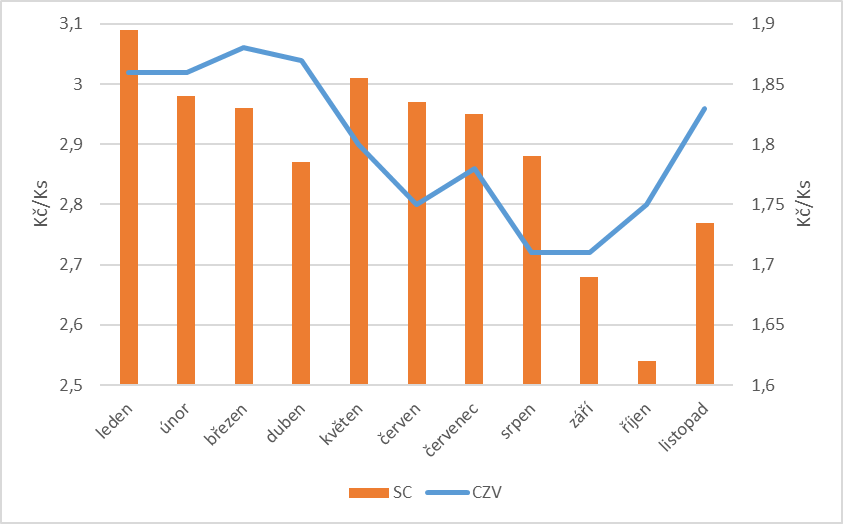 3,1
3
2,9
2,8
2,7
2,6
2,5
Kč/Ks
1,9
1,85
1,8
1,75
1,7
1,65
1,6
Kč/Ks
leden
únor
březen
duben
květen
červen
červenec
srpen
září
říjen
listopad
SC CZV